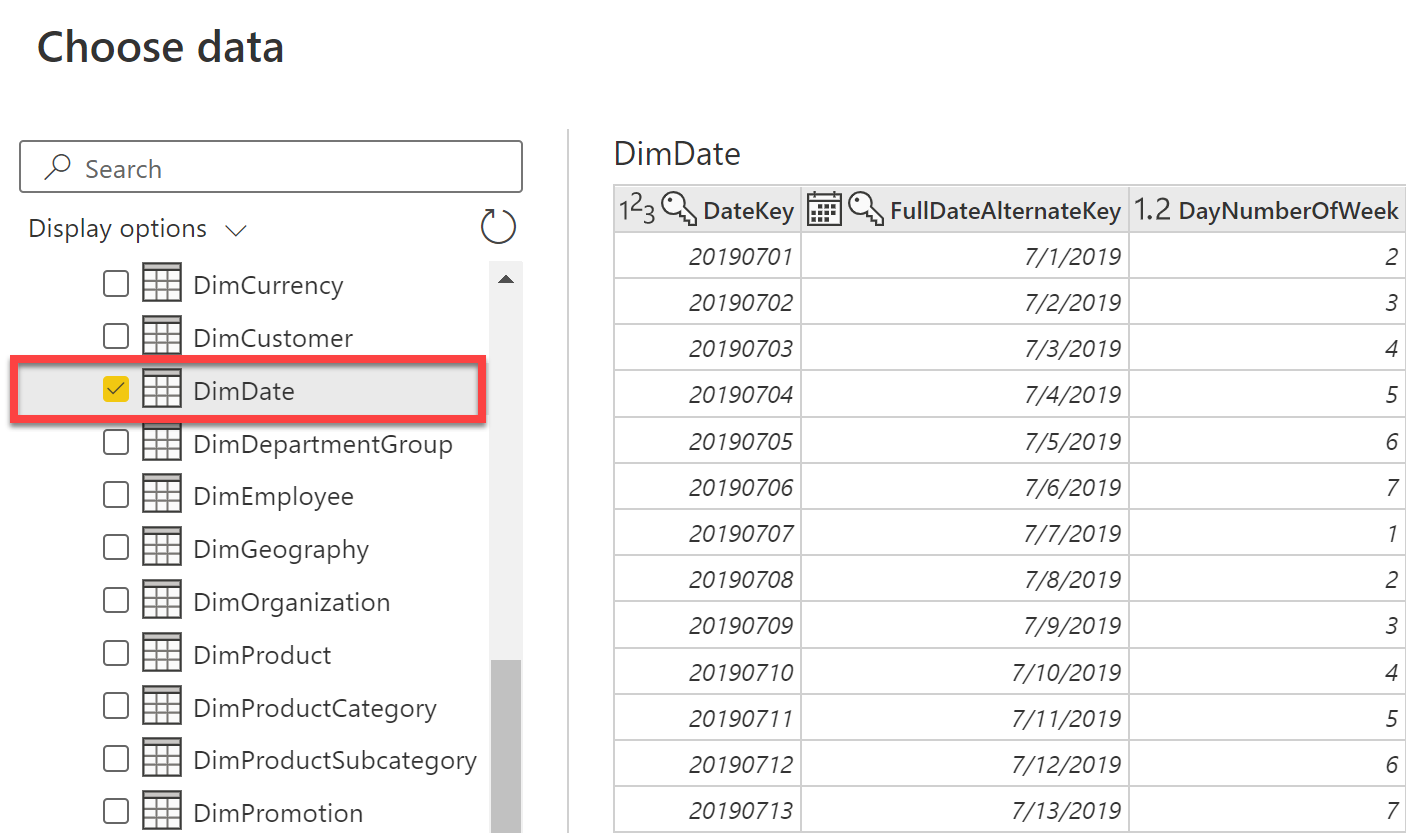 Choose data
Search
Display options
DimCurrency
DimCustomer
DimDate
DimDepartmentGroup
DimEmployee
DimGeography
DimOrganization
DimProduct
DimProductCategory
DimProductSubcategory
DimPromotion
DimDate
123 DateKey FullDateAlternateKey 1.2 DayNumberOfWeek
20190701 7/1/2019 2
20190702 7/2/2019 3
20190703 7/3/2019 4
20190704 7/4/2019 5
20190705 7/5/2019 6
20190706 7/6/2019 7
20190707 7/7/2019 1
20190708 7/8/2019 2
20190709 7/9/2019 3
20190710 7/10/2019 4
20190711 7/11/2019 5
20190712 7/12/2019 6
20190713 7/13/2019 7